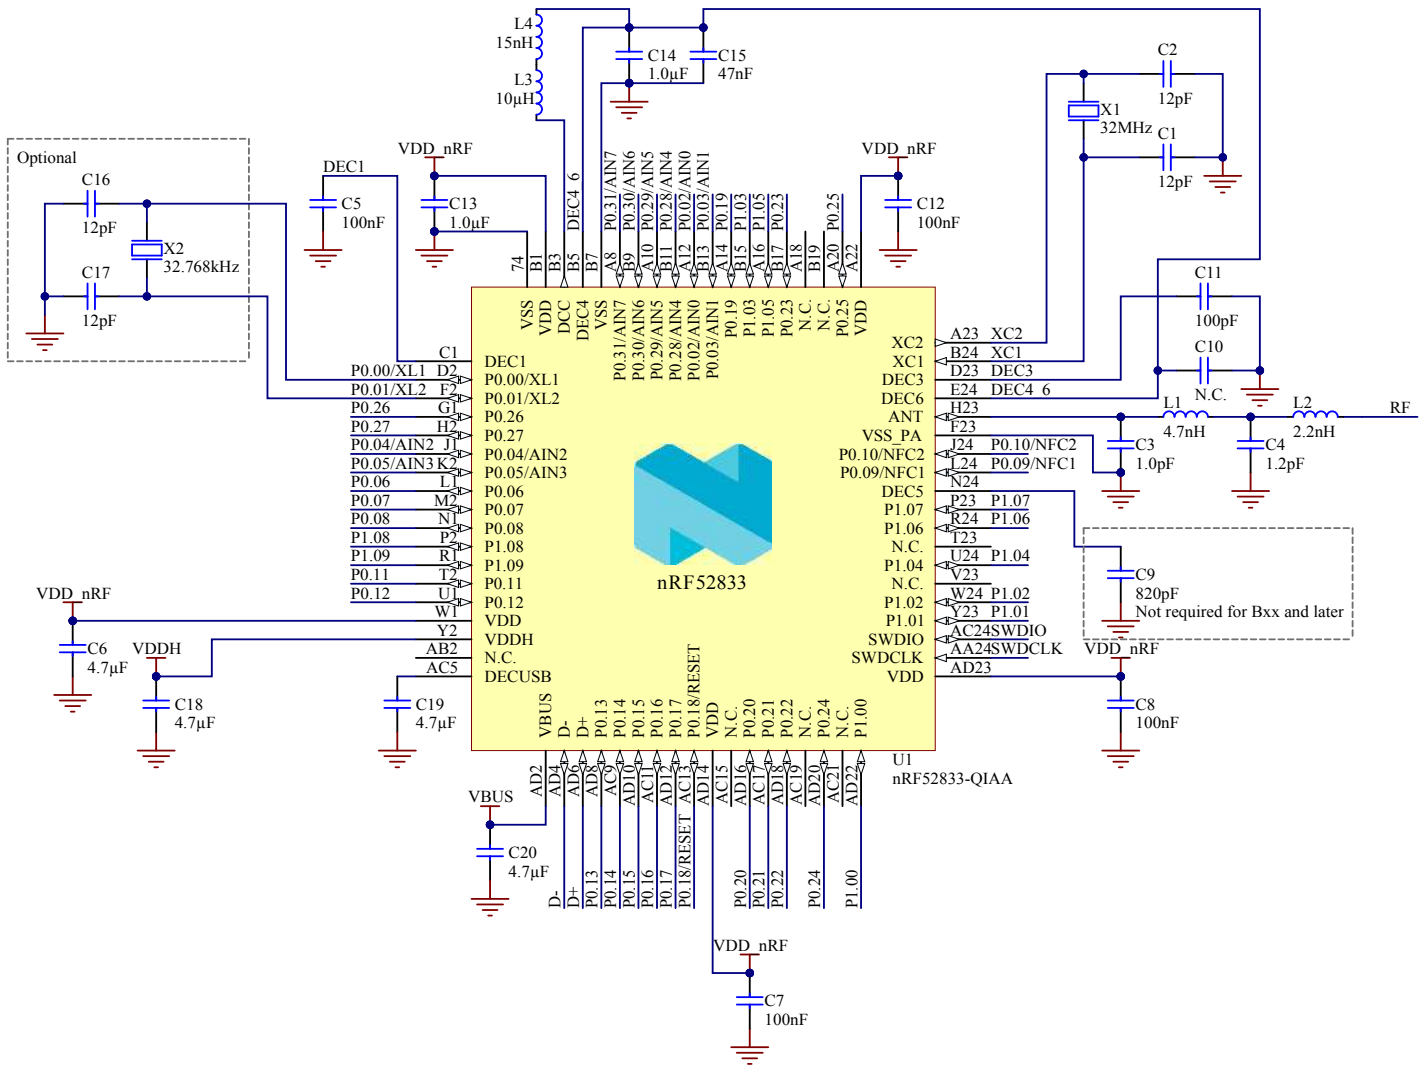 L4
15nH
L3
10µH
C14
1.0µF
C15
47nF
C2
12pF
X1
32MHz
C1
12pF
Optional
C16
12pF
X2
32.768kHz
C17
12pF
DEC1
C5
100nF
VDD_nRF
C13
1.0µF
DEC4_6
P0.31/AIN7
P0.30/AIN6
P0.29/AIN5
P0.28/AIN4
P0.02/AIN0
P0.03/AIN1
P0.19
P1.03
P1.05
P0.23
P0.25
VDD_nRF
C12
100nF
74
B1
B3
B5
B7
A8
B9
A10
B11
A12
B13
A14
B15
A16
B17
A18
B19
A20
A22
VSS
VDD
DCC
DEC4
VSS
P0.31/AIN7
P0.30/AIN6
P0.29/AIN5
P0.28/AIN4
P0.02/AIN0
P0.03/AIN1
P0.19
P1.03
P1.05
P0.23
N.C.
N.C.
P0.25
VDD
C11
100pF
C10
N.C.
C1 DEC1
P0.00/XL1 D2 P0.00/XL1
P0.01/XL2 F2 P0.01/XL2
P0.26 G1 P0.26
P0.27 H2 P0.27
P0.04/AIN2 J1 P0.04/AIN2
P0.05/AIN3 K2 P0.05/AIN3
P0.06 L1 P0.06
P0.07 M2 P0.07
P0.08 N1 P0.08
P1.08 P2 P1.08
P1.09 R1 P1.09
P0.11 T2 P0.11
P0.12 U1 P0.12
W1 VDD
Y2 VDDH
AB2 N.C.
AC5 DECUSB
XC2 A23 XC2
XC1 B24 XC1
DEC3 D23 DEC3
DEC6 E24 DEC4_6
ANT H23
VSS_PA F23
P0.10/NFC2 J24 P0.10/NFC2
P0.09/NFC1 L24 P0.09/NFC1
DEC5 N24
P1.07 P23 P1.07
P1.06 R24 P1.06
N.C. T23
P1.04 U24 P1.04
N.C. V23
P1.02 W24 P1.02
P1.01 Y23 P1.01
SWDIO AC24 SWDIO
SWDCLK AA24 SWDCLK
VDD AD23
L1
4.7nH
L2
2.2nH
RF
C3
1.0pF
C4
1.2pF
nRF52833
C9
820pF
Not required for Bxx and later
VDD_nRF
C8
100nF
VDD_nRF
C6
4.7µF
VDDH
C18
4.7µF
C19
4.7µF
VBUS
D-
D+
P0.13
P0.14
P0.15
P0.16
P0.17
P0.18/RESET
VDD
N.C.
P0.20
P0.21
P0.22
N.C.
P0.24
N.C.
P1.00
U1
nRF52833-QIAA
AD2
AD4
AD6
AD8
AC9
AD10
AC11
AD12
AC13
AD14
AC15
AD16
AC17
AD18
AC19
AD20
AC21
AD22
VBUS
C20
4.7µF
D-
D+
P0.13
P0.14
P0.15
P0.16
P0.17
P0.18/RESET
P0.20
P0.21
P0.22
P0.24
P1.00
VDD_nRF
C7
100nF